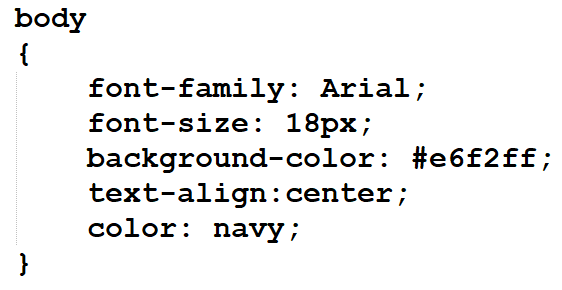 body
{
font-family: Arial;
font-size: 18px;
background-color: #e6f2ff;
text-align:center;
color: navy;
}